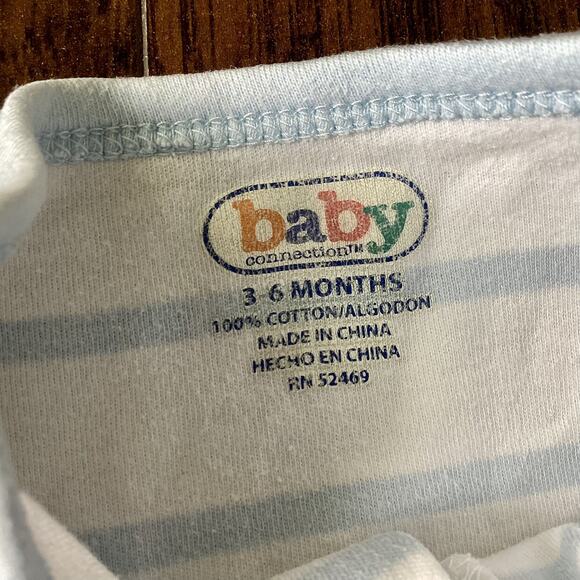 baby
connection™
3-6 MONTHS
100% COTTON/ALGODON
MADE IN CHINA
HECHO EN CHINA
RN 52469